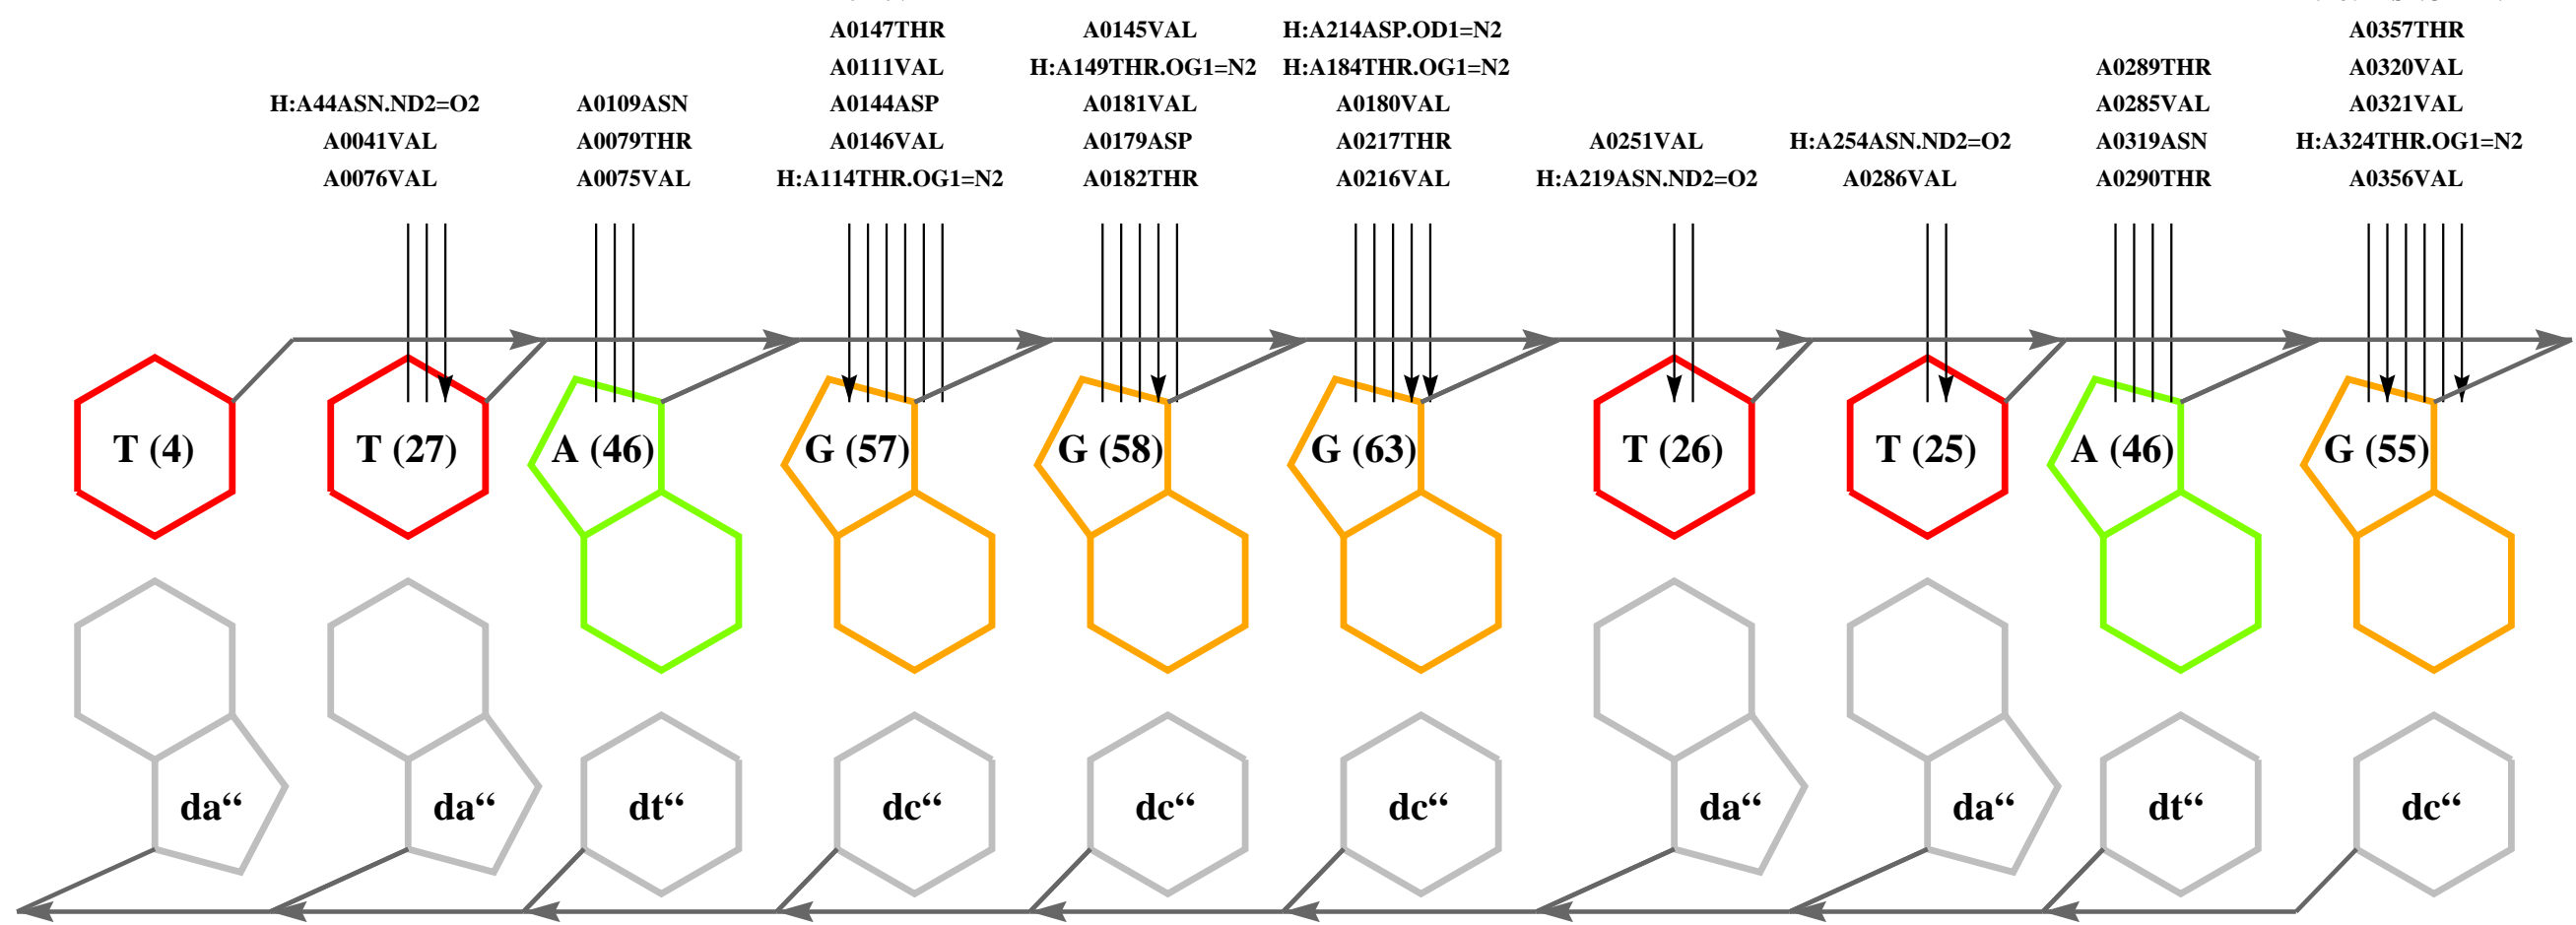 A0147THR A0145VAL H:A214ASP.OD1=N2 A0357THR
A0111VAL H:A149THR.OG1=N2 H:A184THR.OG1=N2 A0289THR A0320VAL
H:A44ASN.ND2=O2 A0109ASN A0144ASP A0181VAL A0180VAL A0285VAL A0321VAL
A0041VAL A0079THR A0146VAL A0179ASP A0217THR A0251VAL H:A254ASN.ND2=O2 A0319ASN H:A324THR.OG1=N2
A0076VAL A0075VAL H:A114THR.OG1=N2 A0182THR A0216VAL H:A219ASN.ND2=O2 A0286VAL A0290THR A0356VAL
T (4) T (27) A (46) G (57) G (58) G (63) T (26) T (25) A (46) G (55)
da“ da“ dt“ dc“ dc“ dc“ da“ da“ dt“ dc“